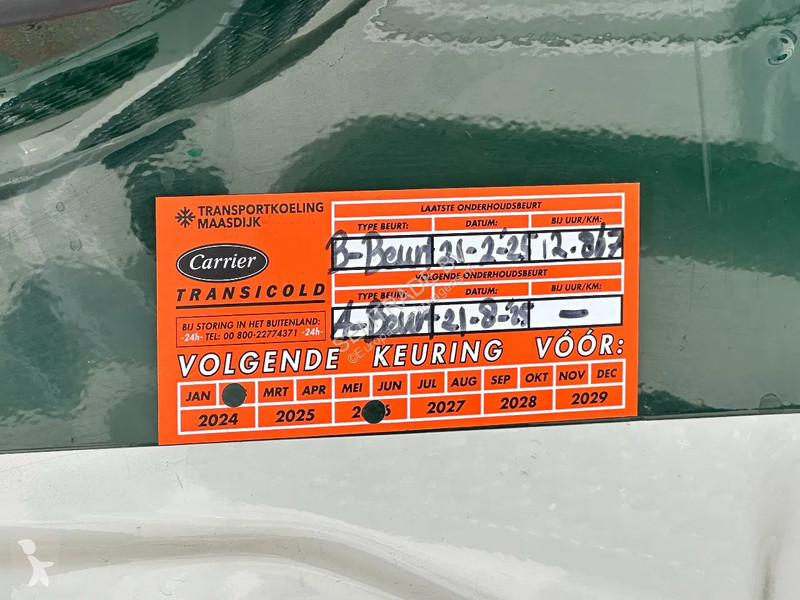 TRANSPORTKOELING
MAASDIJK
Carrier
TRANSICOLD
BIJ STORING IN HET BUITENLAND:
-24h- TEL: 00 800-22774371 -24h-
LAATSTE ONDERHOUDSBEURT
TYPE BEURT: DATUM: BIJ UUR/KM:
B-Beurt 21-2-25 12.817
VOLGENDE ONDERHOUDSBEURT
TYPE BEURT: DATUM: BIJ UUR/KM:
A-Beurt 21-8-25 -
VOLGENDE KEURING VÓÓR:
JAN MRT APR MEI JUN JUL AUG SEP OKT NOV DEC
2024 2025 2027 2028 2029